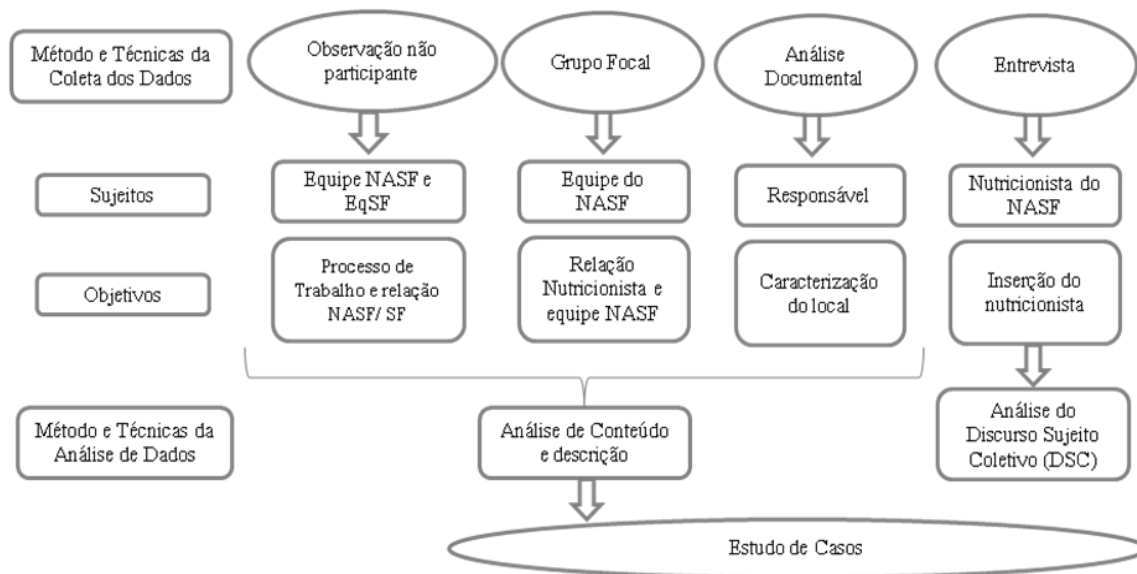 Método e Técnicas da
Coleta dos Dados
Observação não
participante
Grupo Focal
Análise
Documental
Entrevista
Sujeitos
Equipe NASF e
EqSF
Equipe do
NASF
Responsável
Nutricionista do
NASF
Objetivos
Processo de
Trabalho e relação
NASF/ SF
Relação
Nutricionista e
equipe NASF
Caracterização
do local
Inserção do
nutricionista
Método e Técnicas da
Análise de Dados
Análise de Conteúdo
e descrição
Análise do
Discurso Sujeito
Coletivo (DSC)
Estudo de Casos